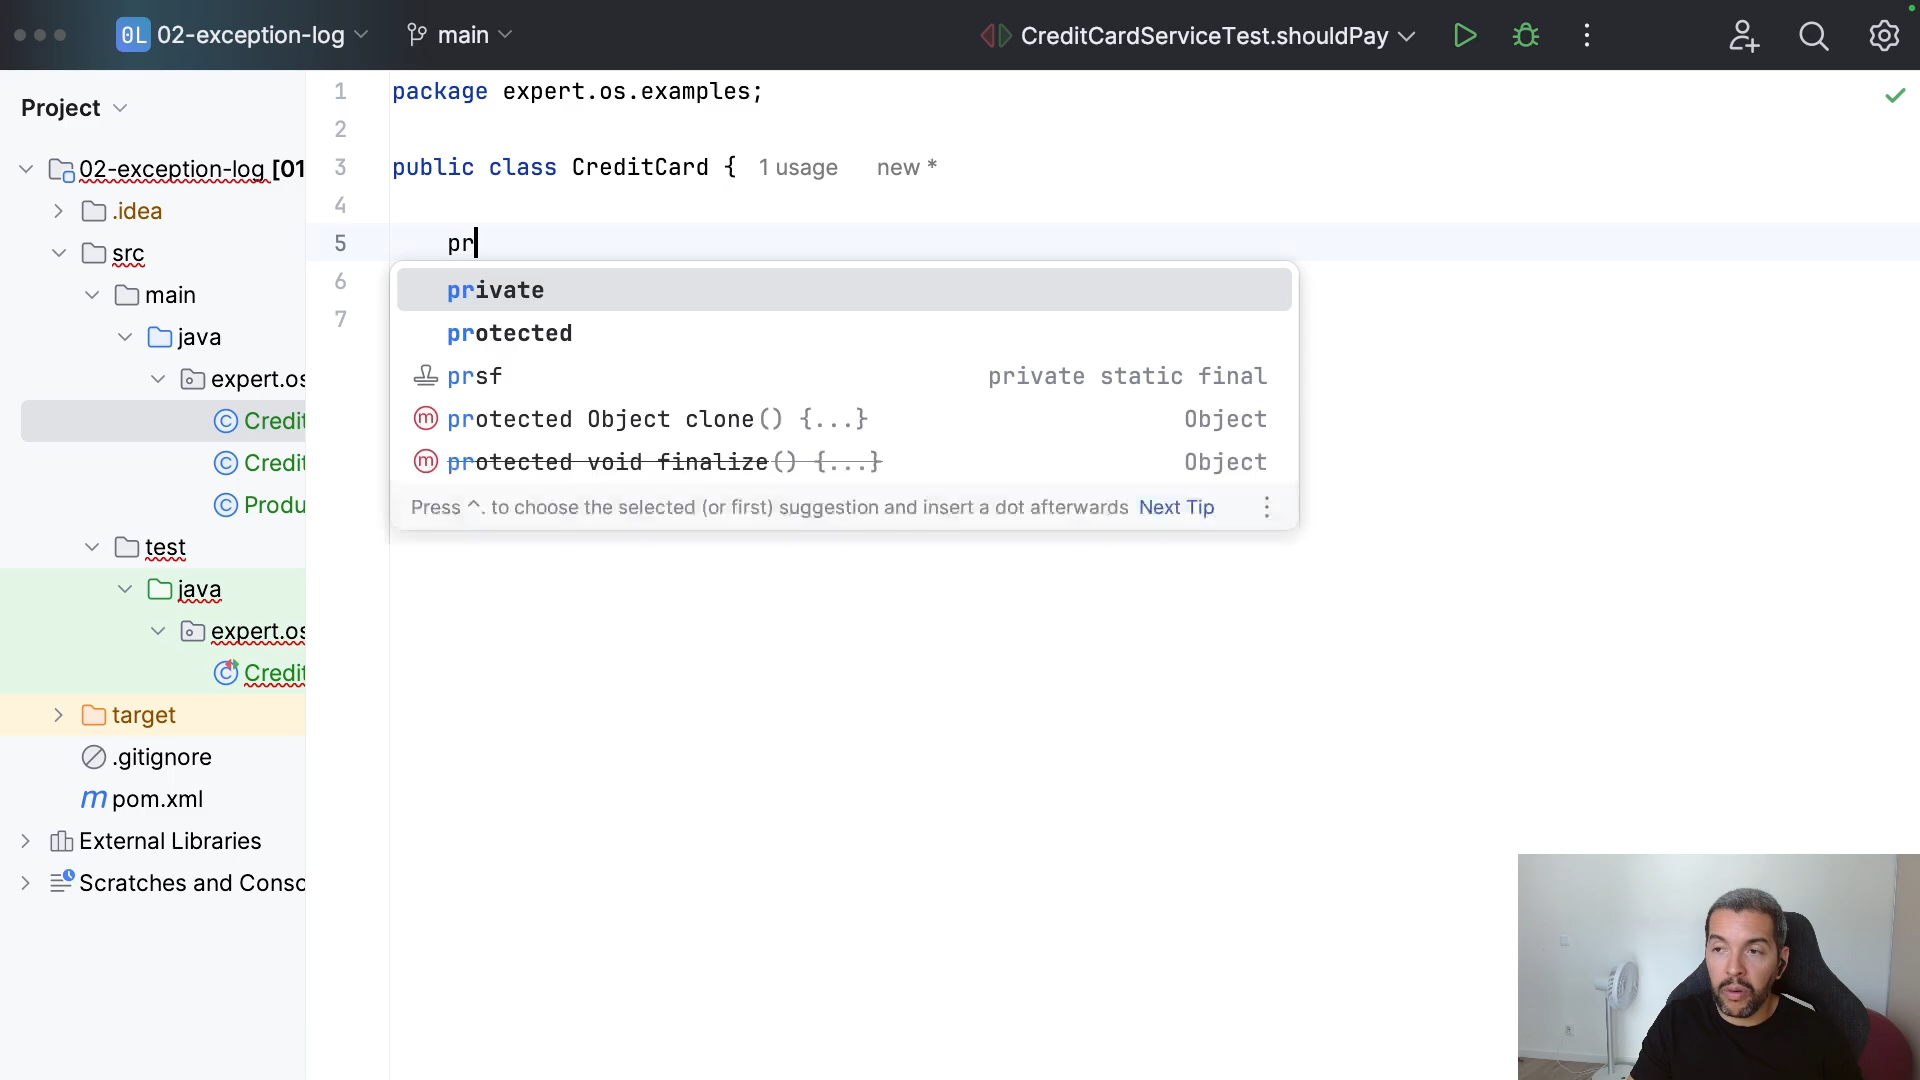 0L 02-exception-log main CreditCardServiceTest.shouldPay
Project
02-exception-log [01
.idea
src
main
java
expert.os
Credit
Credit
Produ
test
java
expert.os
Credit
target
.gitignore
m pom.xml
External Libraries
Scratches and Conso
1 package expert.os.examples;
2
3 public class CreditCard { 1 usage new *
4
5 pr
6
7
private
protected
prsf private static final
m protected Object clone() {...} Object
m protected void finalize() {...} Object
Press ^. to choose the selected (or first) suggestion and insert a dot afterwards Next Tip